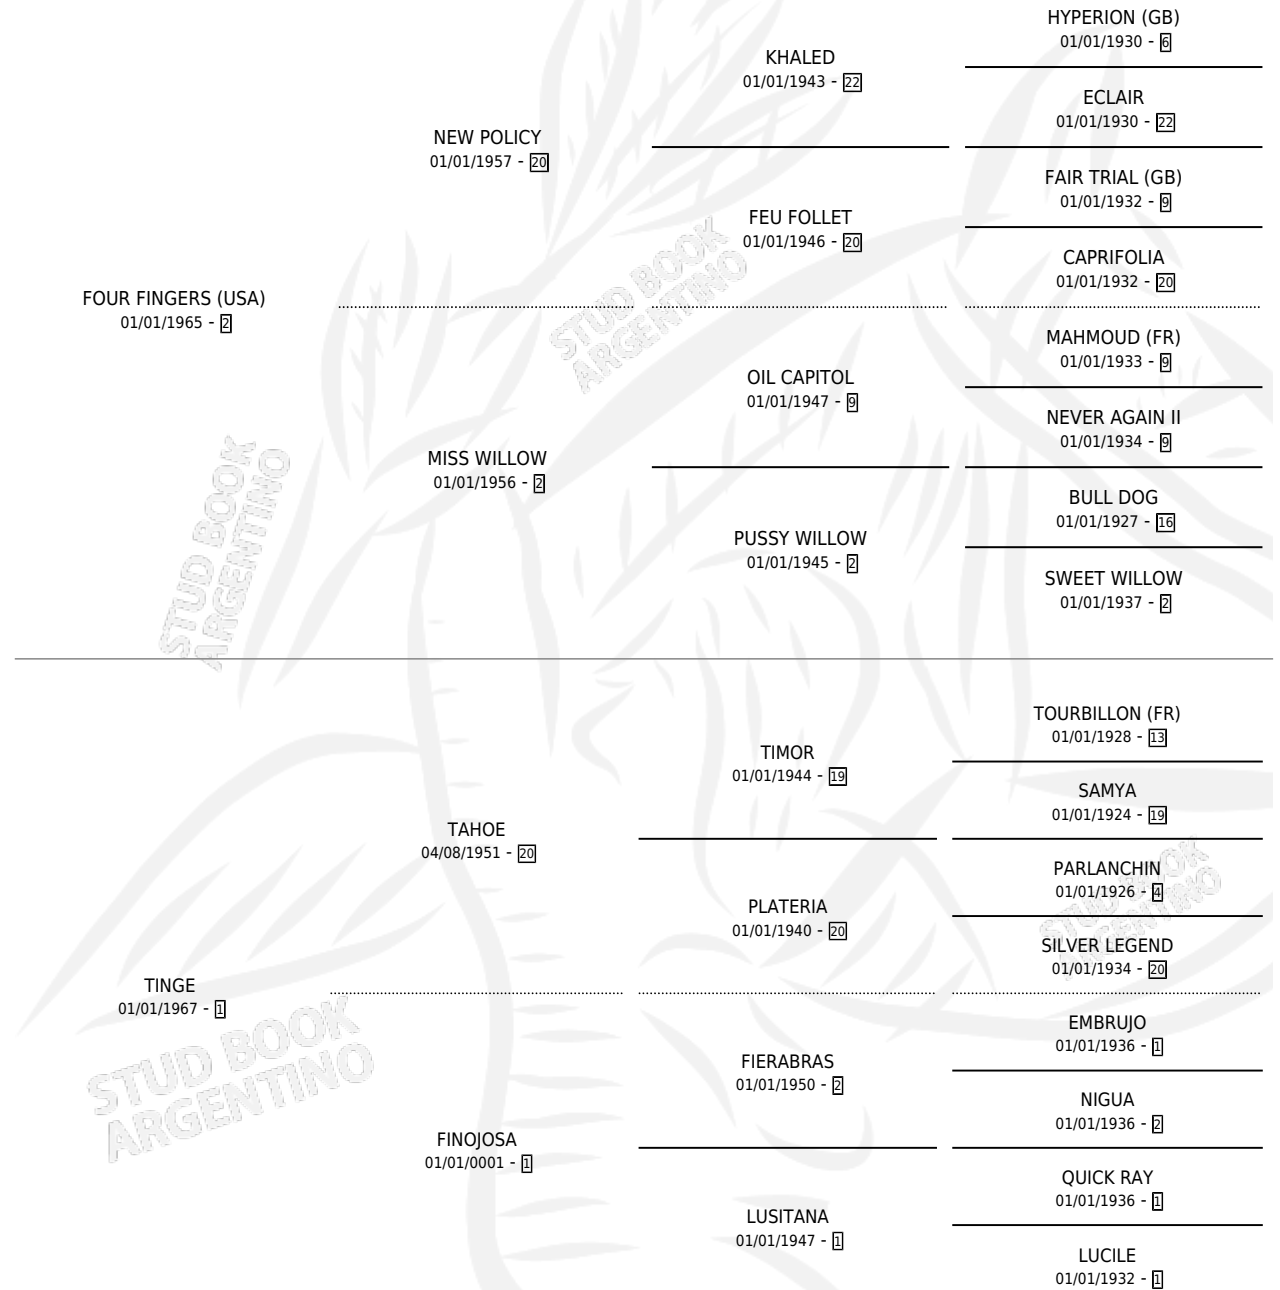 HYPERION (GB)
01/01/1930 - 6
KHALED
01/01/1943 - 22
ECLAIR
01/01/1930 - 22
NEW POLICY
01/01/1957 - 20
FAIR TRIAL (GB)
01/01/1932 - 9
FEU FOLLET
01/01/1946 - 20
CAPRIFOLIA
01/01/1932 - 20
FOUR FINGERS (USA)
01/01/1965 - 2
MAHMOUD (FR)
01/01/1933 - 9
OIL CAPITOL
01/01/1947 - 9
NEVER AGAIN II
01/01/1934 - 9
MISS WILLOW
01/01/1956 - 2
BULL DOG
01/01/1927 - 16
PUSSY WILLOW
01/01/1945 - 2
SWEET WILLOW
01/01/1937 - 2
STUD BOOK
ARGENTINO
STUD BOOK
ARGENTINO
TOURBILLON (FR)
01/01/1928 - 13
TIMOR
01/01/1944 - 19
SAMYA
01/01/1924 - 19
TAHOE
04/08/1951 - 20
PARLANCHIN
01/01/1926 - 4
PLATERIA
01/01/1940 - 20
SILVER LEGEND
01/01/1934 - 20
STUD BOOK
ARGENTINO
TINGE
01/01/1967 - 1
EMBRUJO
01/01/1936 - 1
FIERABRAS
01/01/1950 - 2
NIGUA
01/01/1936 - 2
STUD BOOK
ARGENTINO
FINOJOSA
01/01/0001 - 1
QUICK RAY
01/01/1936 - 1
LUSITANA
01/01/1947 - 1
LUCILE
01/01/1932 - 1